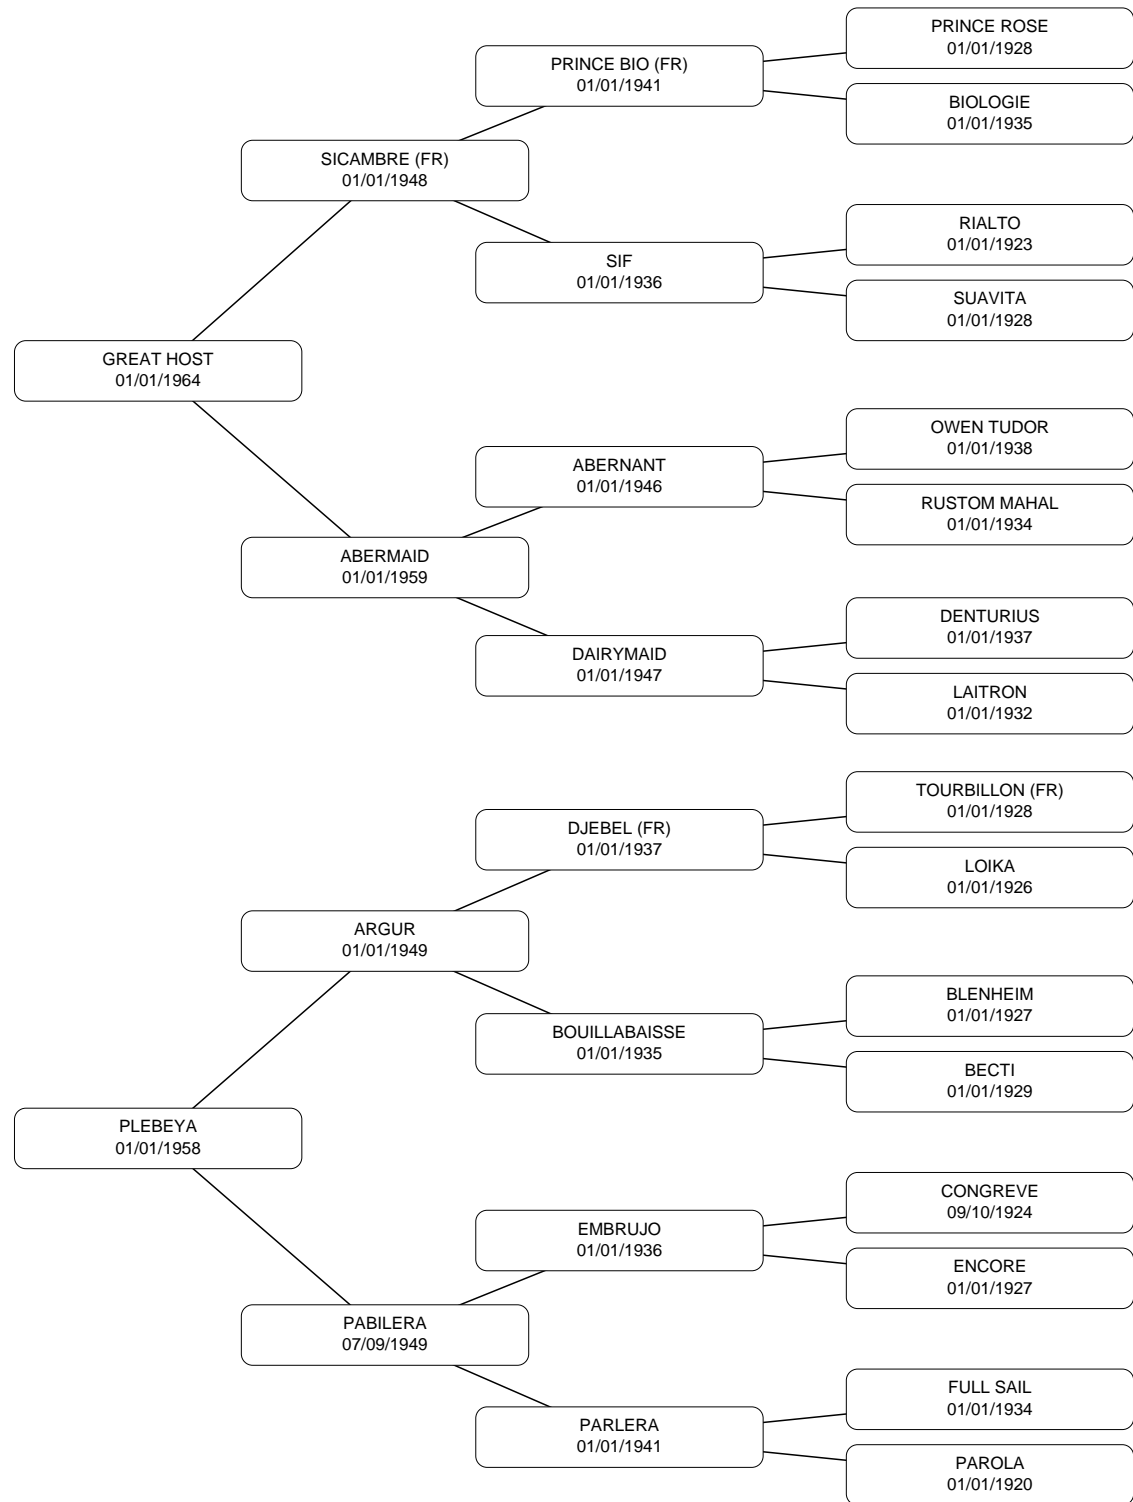 PRINCE ROSE
01/01/1928
PRINCE BIO (FR)
01/01/1941
BIOLOGIE
01/01/1935
SICAMBRE (FR)
01/01/1948
RIALTO
01/01/1923
SIF
01/01/1936
SUAVITA
01/01/1928
GREAT HOST
01/01/1964
OWEN TUDOR
01/01/1938
ABERNANT
01/01/1946
RUSTOM MAHAL
01/01/1934
ABERMAID
01/01/1959
DENTURIUS
01/01/1937
DAIRYMAID
01/01/1947
LAITRON
01/01/1932
TOURBILLON (FR)
01/01/1928
DJEBEL (FR)
01/01/1937
LOIKA
01/01/1926
ARGUR
01/01/1949
BLENHEIM
01/01/1927
BOUILLABAISSE
01/01/1935
BECTI
01/01/1929
PLEBEYA
01/01/1958
CONGREVE
09/10/1924
EMBRUJO
01/01/1936
ENCORE
01/01/1927
PABILERA
07/09/1949
FULL SAIL
01/01/1934
PARLERA
01/01/1941
PAROLA
01/01/1920